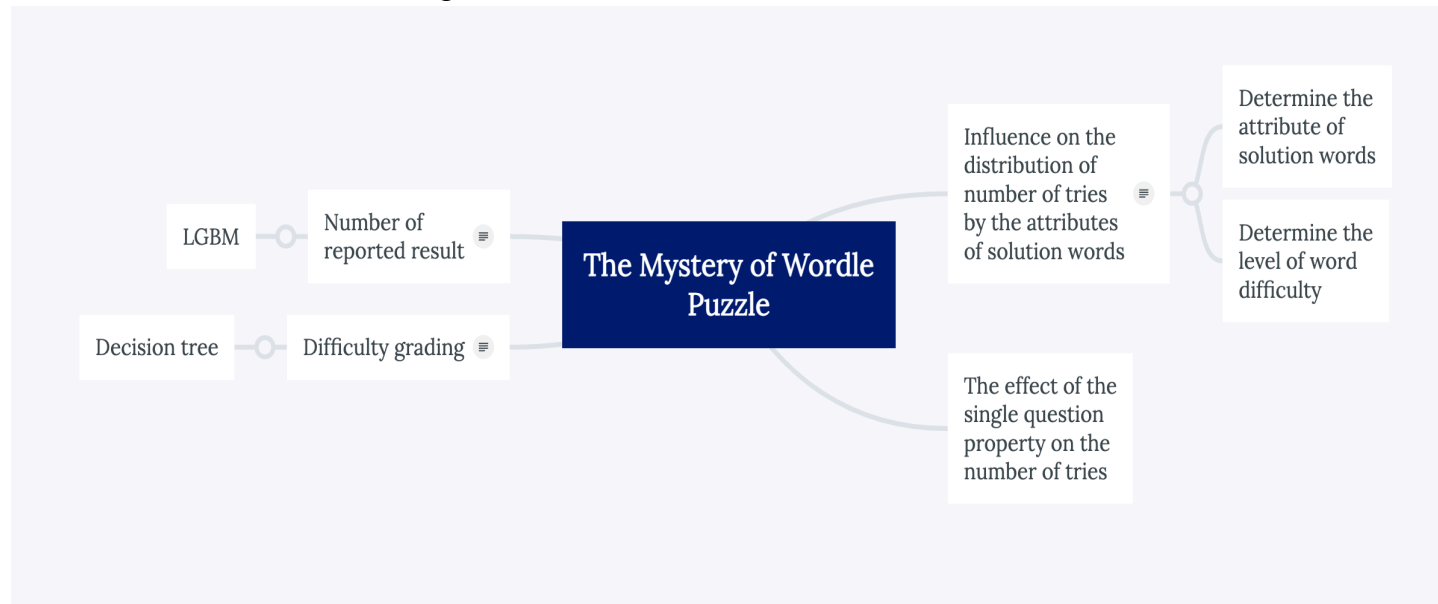 The Mystery of Wordle
Puzzle
Number of
reported result
LGBM
Difficulty grading
Decision tree
Influence on the
distribution of
number of tries
by the attributes
of solution words
Determine the
attribute of
solution words
Determine the
level of word
difficulty
The effect of the
single question
property on the
number of tries